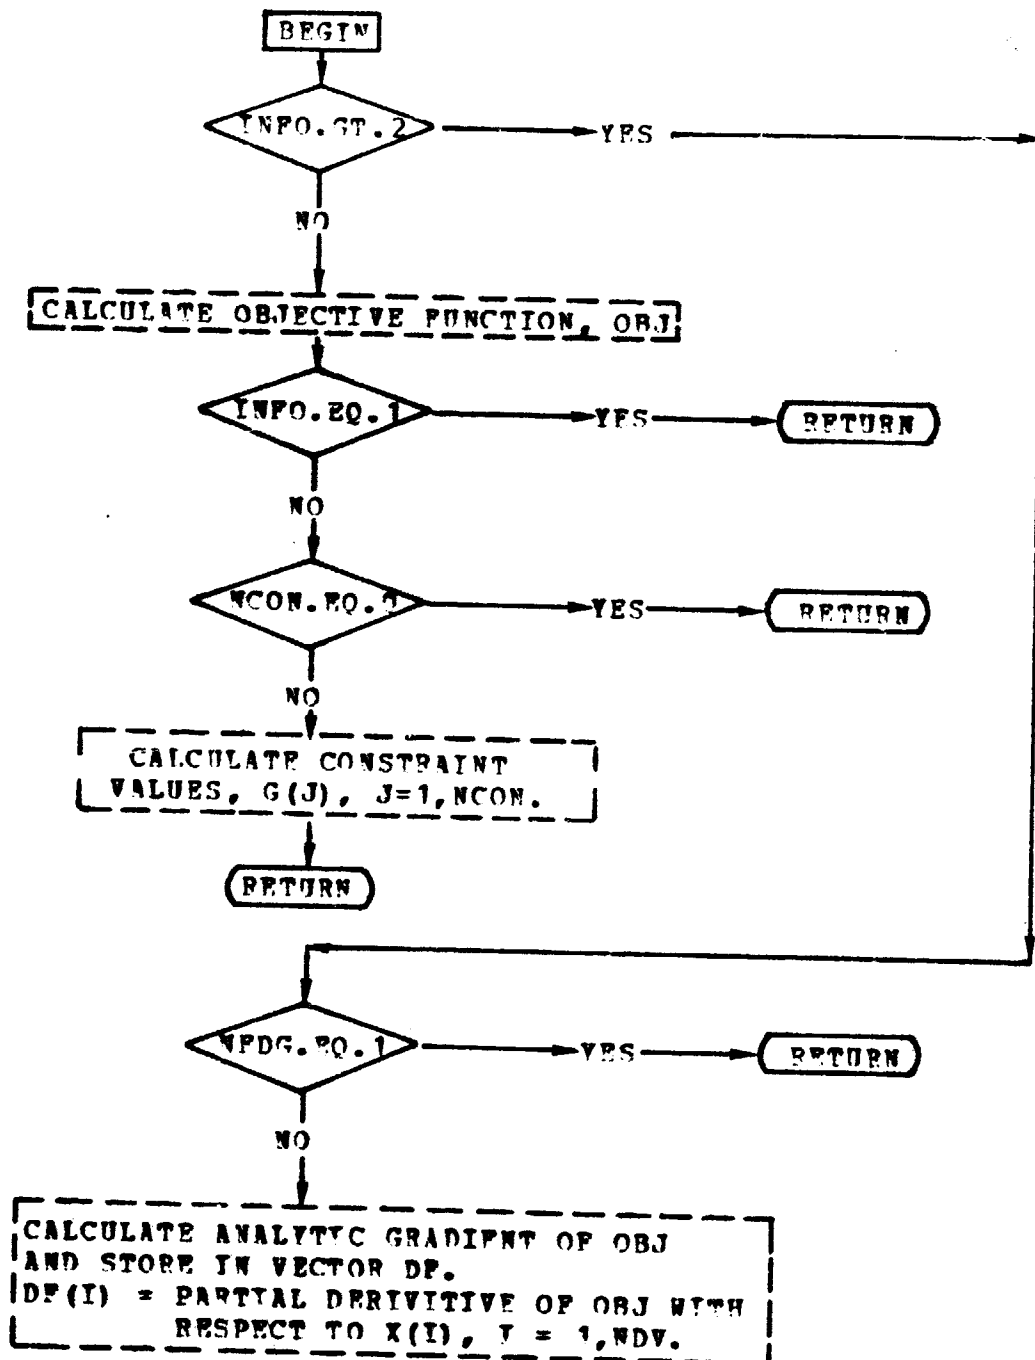 BEGIN
INFO.GT.2
YES
NO
CALCULATE OBJECTIVE FUNCTION, OBJ
INFO.EQ.1
YES
RETURN
NO
NCON.EQ.0
YES
RETURN
NO
CALCULATE CONSTRAINT
VALUES, G(J), J=1,NCON.
RETURN
NFDG.EQ.1
YES
RETURN
NO
CALCULATE ANALYTIC GRADIENT OF OBJ
AND STORE IN VECTOR DF.
DF(I) = PARTIAL DERIVITIVE OF OBJ WITH
RESPECT TO X(I), I = 1,NDV.